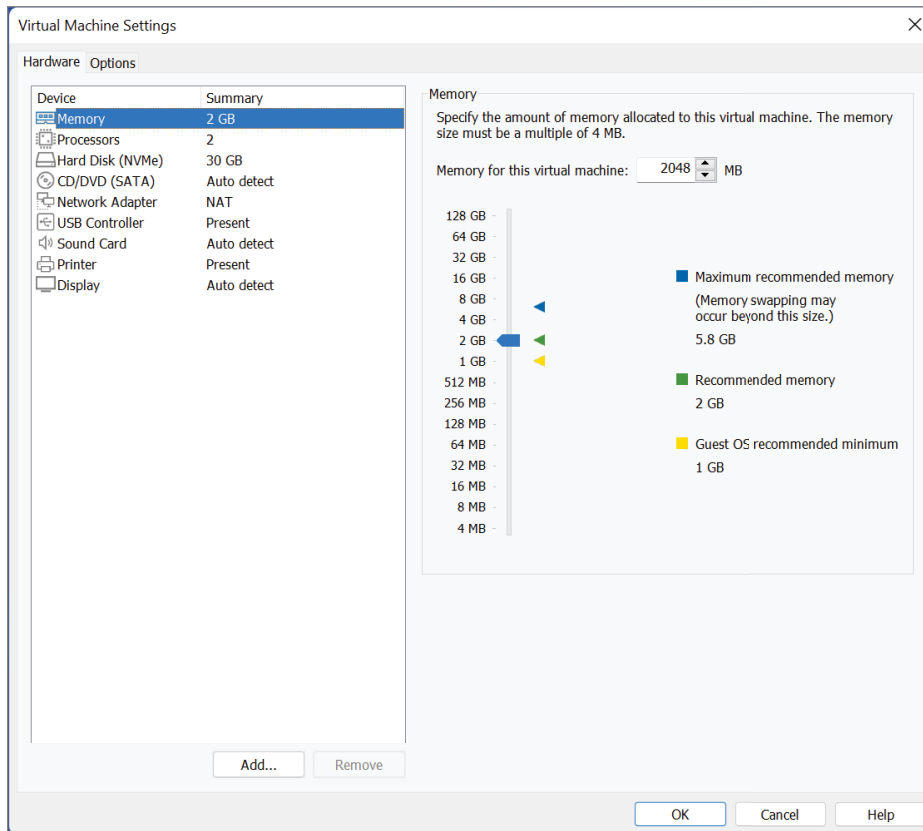 Virtual Machine Settings
Hardware Options
Device Summary
Memory 2 GB
Processors 2
Hard Disk (NVMe) 30 GB
CD/DVD (SATA) Auto detect
Network Adapter NAT
USB Controller Present
Sound Card Auto detect
Printer Present
Display Auto detect
Add...
Remove
Memory
Specify the amount of memory allocated to this virtual machine. The memory
size must be a multiple of 4 MB.
Memory for this virtual machine: 2048 MB
128 GB
64 GB
32 GB
16 GB
8 GB
4 GB
2 GB
1 GB
512 MB
256 MB
128 MB
64 MB
32 MB
16 MB
8 MB
4 MB
Maximum recommended memory
(Memory swapping may
occur beyond this size.)
5.8 GB
Recommended memory
2 GB
Guest OS recommended minimum
1 GB
OK Cancel Help